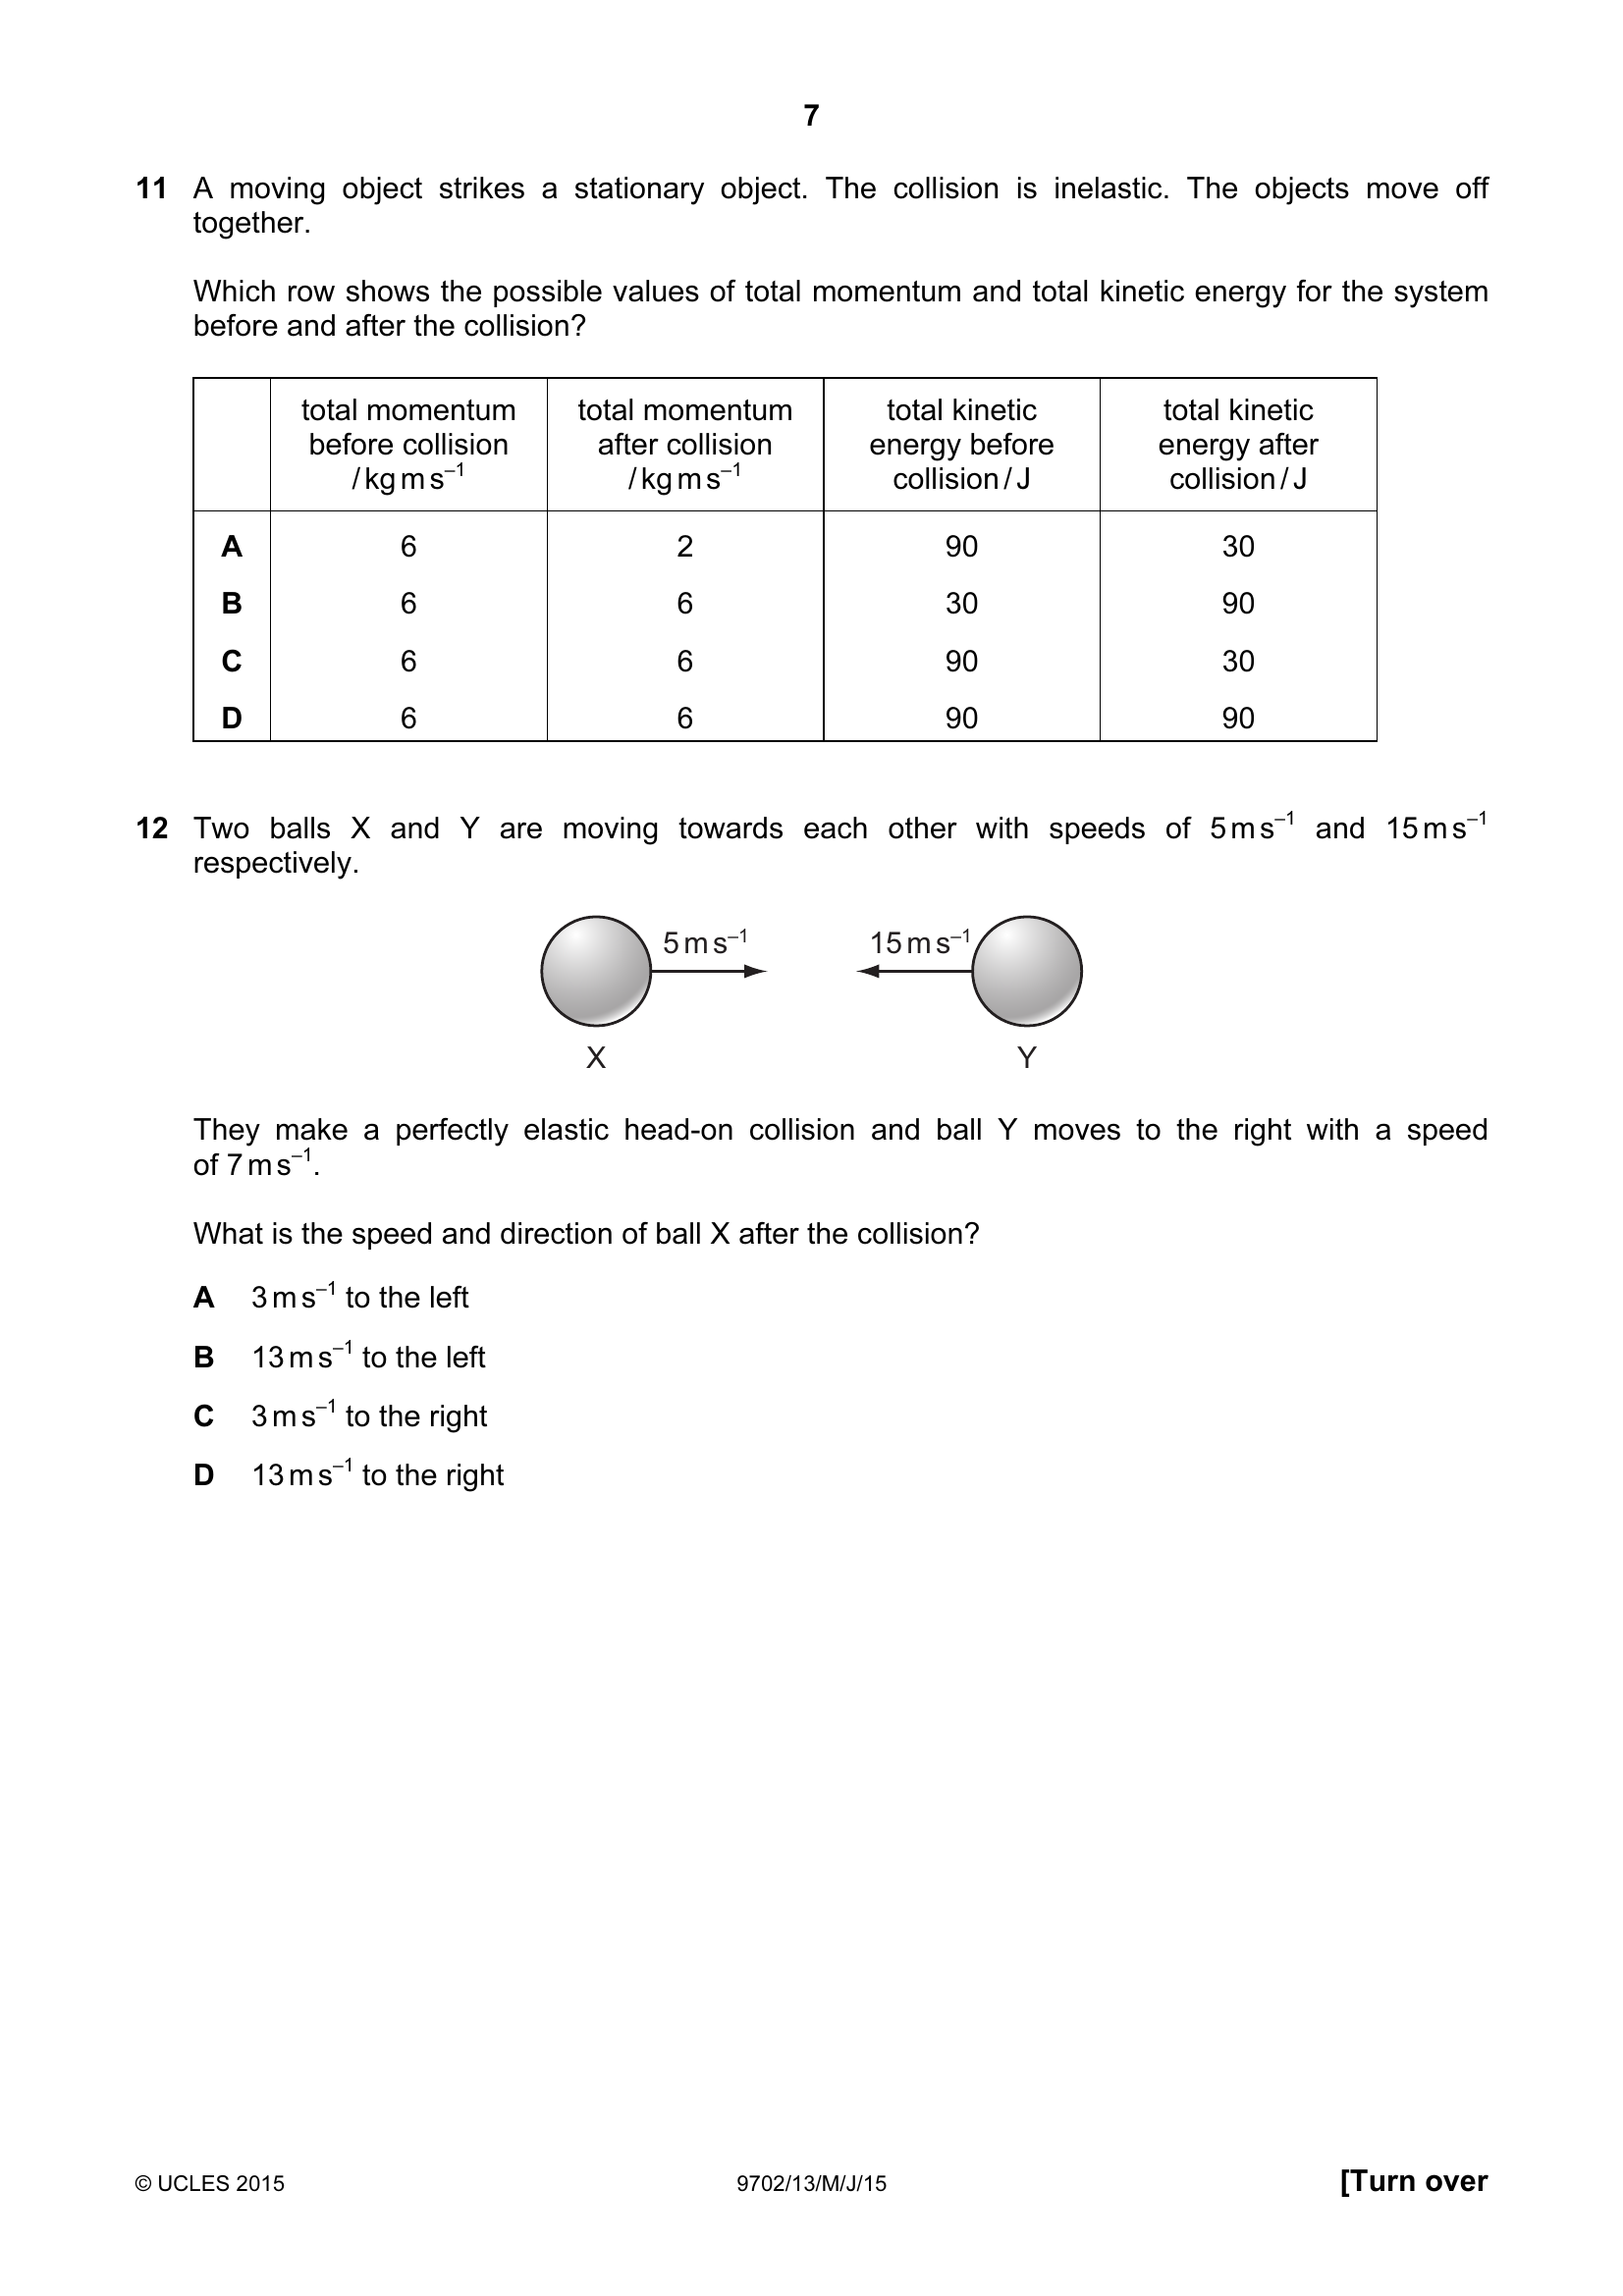 7
11 A moving object strikes a stationary object. The collision is inelastic. The objects move off
together.
Which row shows the possible values of total momentum and total kinetic energy for the system
before and after the collision?
total momentum before collision /kg m s⁻¹ total momentum after collision /kg m s⁻¹ total kinetic energy before collision/J total kinetic energy after collision/J
A 6 2 90 30
B 6 6 30 90
C 6 6 90 30
D 6 6 90 90
12 Two balls X and Y are moving towards each other with speeds of 5 m s⁻¹ and 15 m s⁻¹
respectively.
5 m s⁻¹ 15 m s⁻¹
X Y
They make a perfectly elastic head-on collision and ball Y moves to the right with a speed
of 7 m s⁻¹.
What is the speed and direction of ball X after the collision?
A 3 m s⁻¹ to the left
B 13 m s⁻¹ to the left
C 3 m s⁻¹ to the right
D 13 m s⁻¹ to the right
© UCLES 2015 9702/13/M/J/15 [Turn over